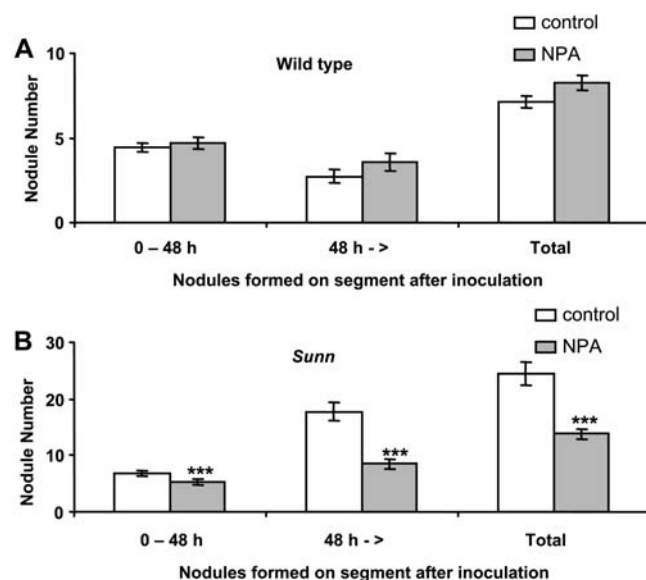 A
Wild type
control
NPA
Nodule Number
10
5
0
0 – 48 h
48 h - >
Total
Nodules formed on segment after inoculation
B
Sunn
control
NPA
Nodule Number
30
20
10
0
***
***
***
0 – 48 h
48 h - >
Total
Nodules formed on segment after inoculation